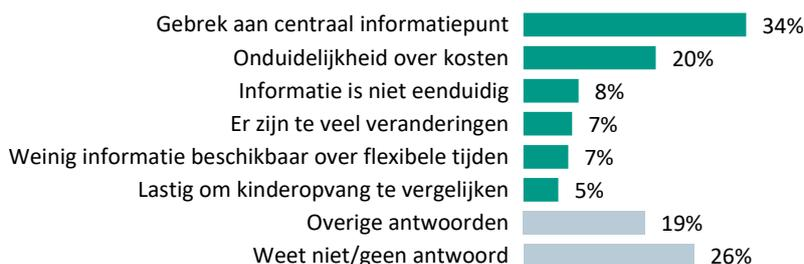 Gebrek aan centraal informatiepunt 34%
Onduidelijkheid over kosten 20%
Informatie is niet eenduidig 8%
Er zijn te veel veranderingen 7%
Weinig informatie beschikbaar over flexibele tijden 7%
Lastig om kinderopvang te vergelijken 5%
Overige antwoorden 19%
Weet niet/geen antwoord 26%